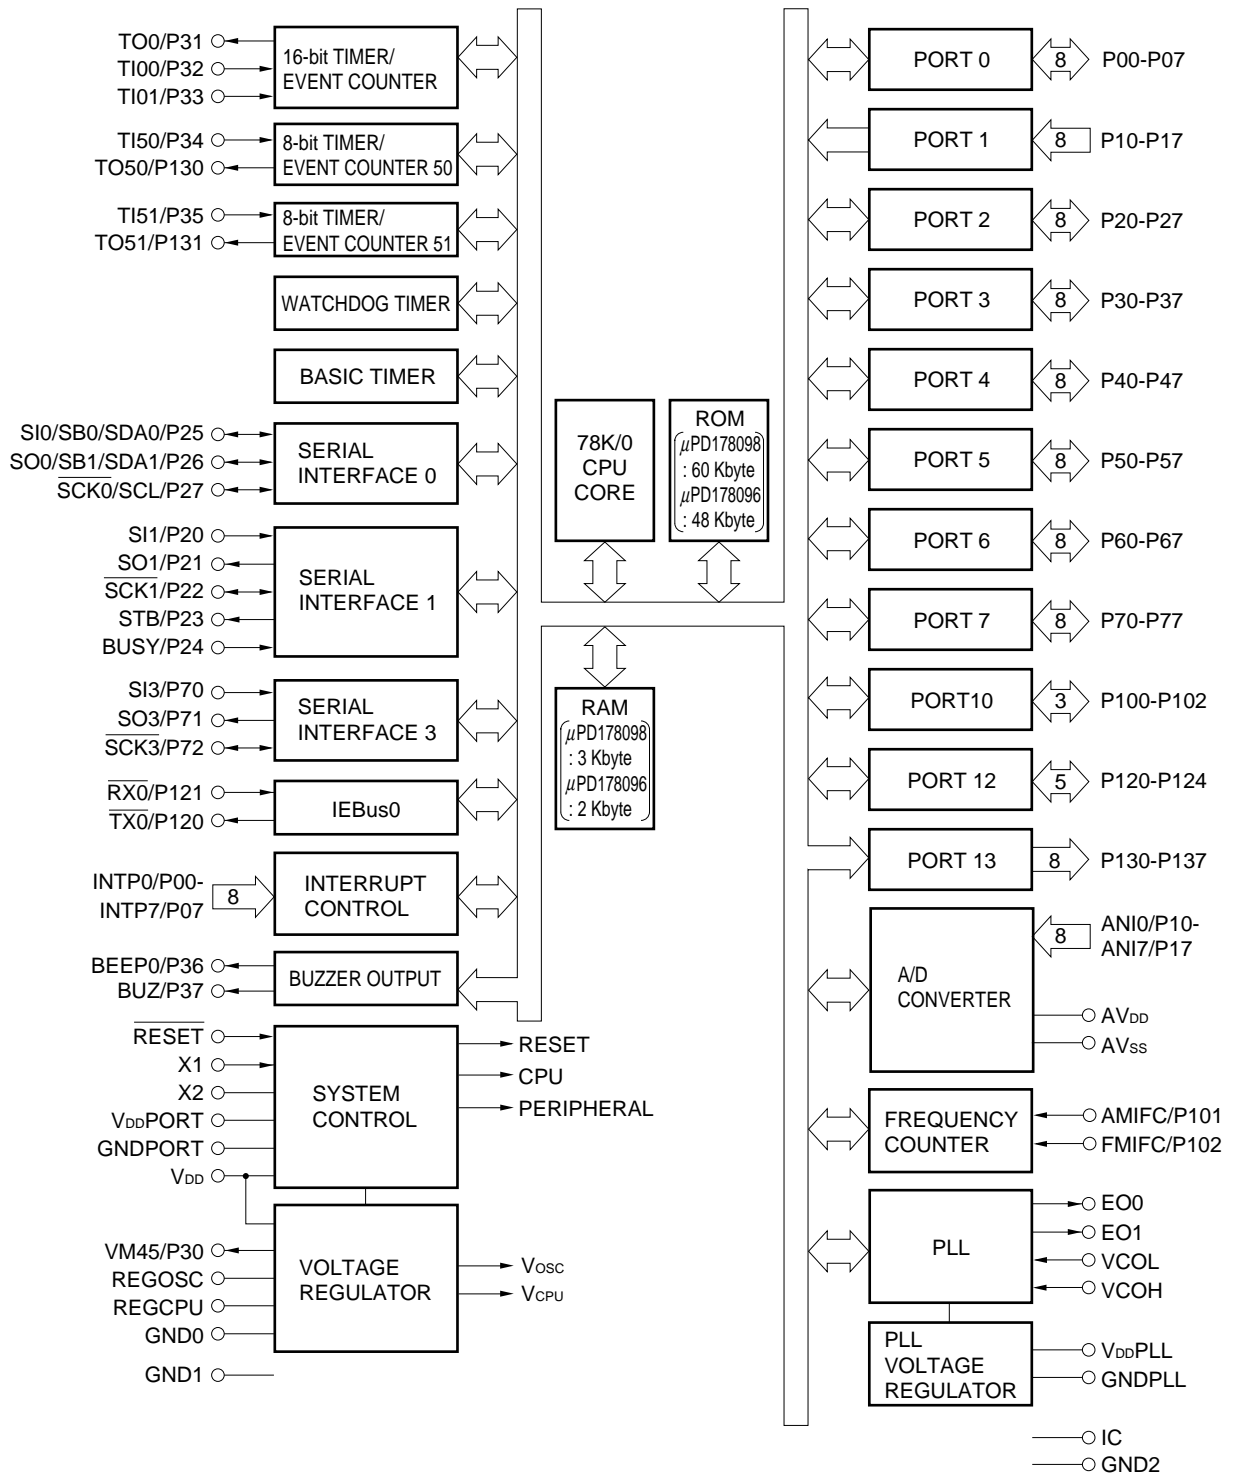 TO0/P31
TI00/P32
TI01/P33
16-bit TIMER/
EVENT COUNTER
TI50/P34
TO50/P130
8-bit TIMER/
EVENT COUNTER 50
TI51/P35
TO51/P131
8-bit TIMER/
EVENT COUNTER 51
WATCHDOG TIMER
BASIC TIMER
SI0/SB0/SDA0/P25
SO0/SB1/SDA1/P26
SCK0/SCL/P27
SERIAL
INTERFACE 0
SI1/P20
SO1/P21
SCK1/P22
STB/P23
BUSY/P24
SERIAL
INTERFACE 1
SI3/P70
SO3/P71
SCK3/P72
SERIAL
INTERFACE 3
RX0/P121
TX0/P120
IEBus0
INTP0/P00-
INTP7/P07
8
INTERRUPT
CONTROL
BEEP0/P36
BUZ/P37
BUZZER OUTPUT
RESET
X1
X2
VDDPORT
GNDPORT
VDD
SYSTEM
CONTROL
RESET
CPU
PERIPHERAL
VM45/P30
REGOSC
REGCPU
GND0
GND1
VOLTAGE
REGULATOR
VOSC
VCPU
78K/0
CPU
CORE
ROM
μPD178098
: 60 Kbyte
μPD178096
: 48 Kbyte
RAM
μPD178098
: 3 Kbyte
μPD178096
: 2 Kbyte
PORT 0
8
P00-P07
PORT 1
8
P10-P17
PORT 2
8
P20-P27
PORT 3
8
P30-P37
PORT 4
8
P40-P47
PORT 5
8
P50-P57
PORT 6
8
P60-P67
PORT 7
8
P70-P77
PORT10
3
P100-P102
PORT 12
5
P120-P124
PORT 13
8
P130-P137
A/D
CONVERTER
8
ANI0/P10-
ANI7/P17
AVDD
AVSS
FREQUENCY
COUNTER
AMIFC/P101
FMIFC/P102
PLL
EO0
EO1
VCOL
VCOH
PLL
VOLTAGE
REGULATOR
VDDPLL
GNDPLL
IC
GND2